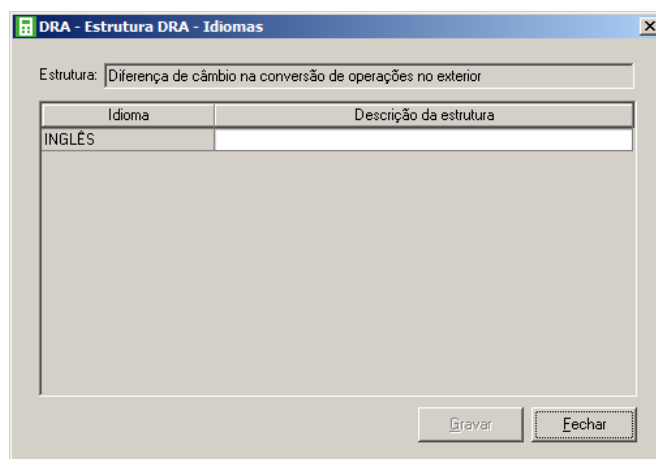 DRA - Estrutura DRA - Idiomas
Estrutura: Diferença de câmbio na conversão de operações no exterior
Idioma Descrição da estrutura
INGLÊS
Gravar Fechar